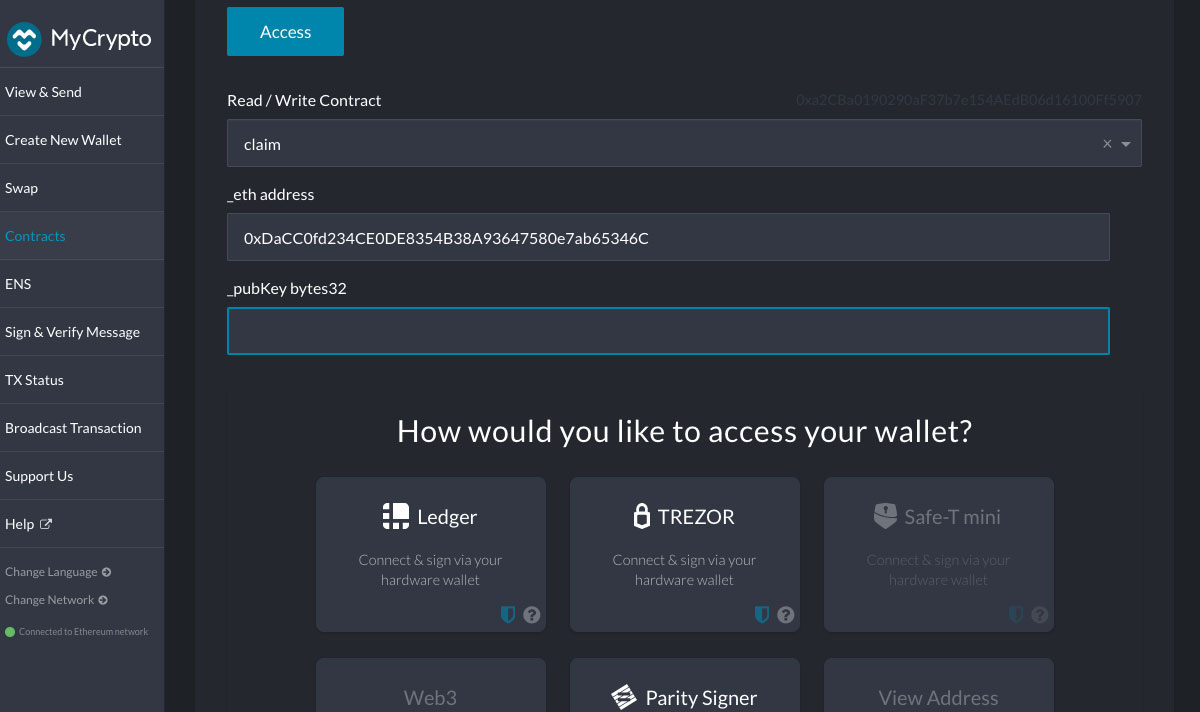 MyCrypto
View & Send
Create New Wallet
Swap
Contracts
ENS
Sign & Verify Message
TX Status
Broadcast Transaction
Support Us
Help
Change Language
Change Network
Connected to Ethereum network
Access
Read / Write Contract
0xa2CBa0190290aF37b7e154AEdB06d16100Ff5907
claim
_eth address
0xDaCC0fd234CE0DE8354B38A93647580e7ab65346C
_pubKey bytes32
How would you like to access your wallet?
Ledger
Connect & sign via your
hardware wallet
TREZOR
Connect & sign via your
hardware wallet
Safe-T mini
Connect & sign via your
hardware wallet
Web3
Parity Signer
View Address